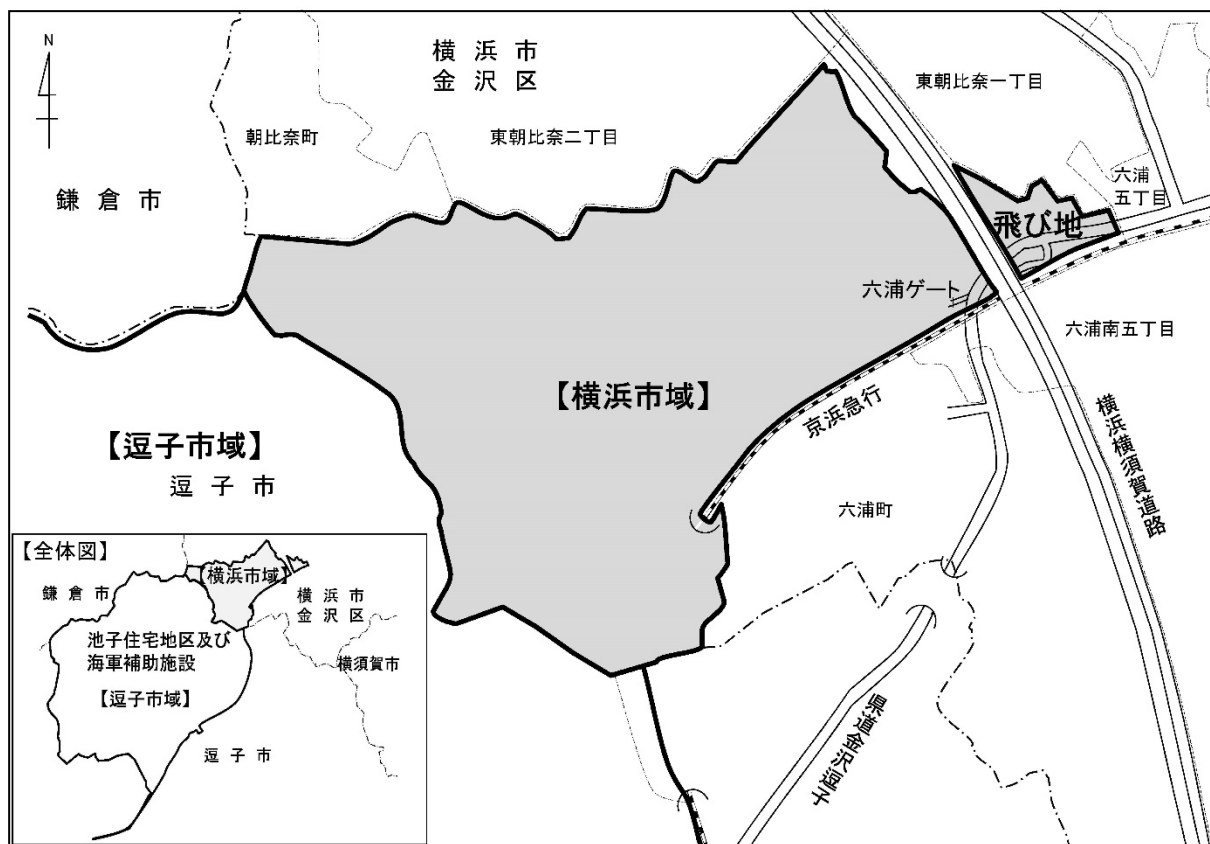 N
横浜市
金沢区
東朝比奈一丁目
朝比奈町
東朝比奈二丁目
六浦
五丁目
鎌倉市
飛び地
六浦ゲート
六浦南五丁目
【横浜市域】
京浜急行
横浜横須賀道路
【逗子市域】
逗子市
六浦町
県道金沢逗子
【全体図】
【横浜市域】
鎌倉市
横浜市
金沢区
池子住宅地区及び
海軍補助施設
横須賀市
【逗子市域】
逗子市